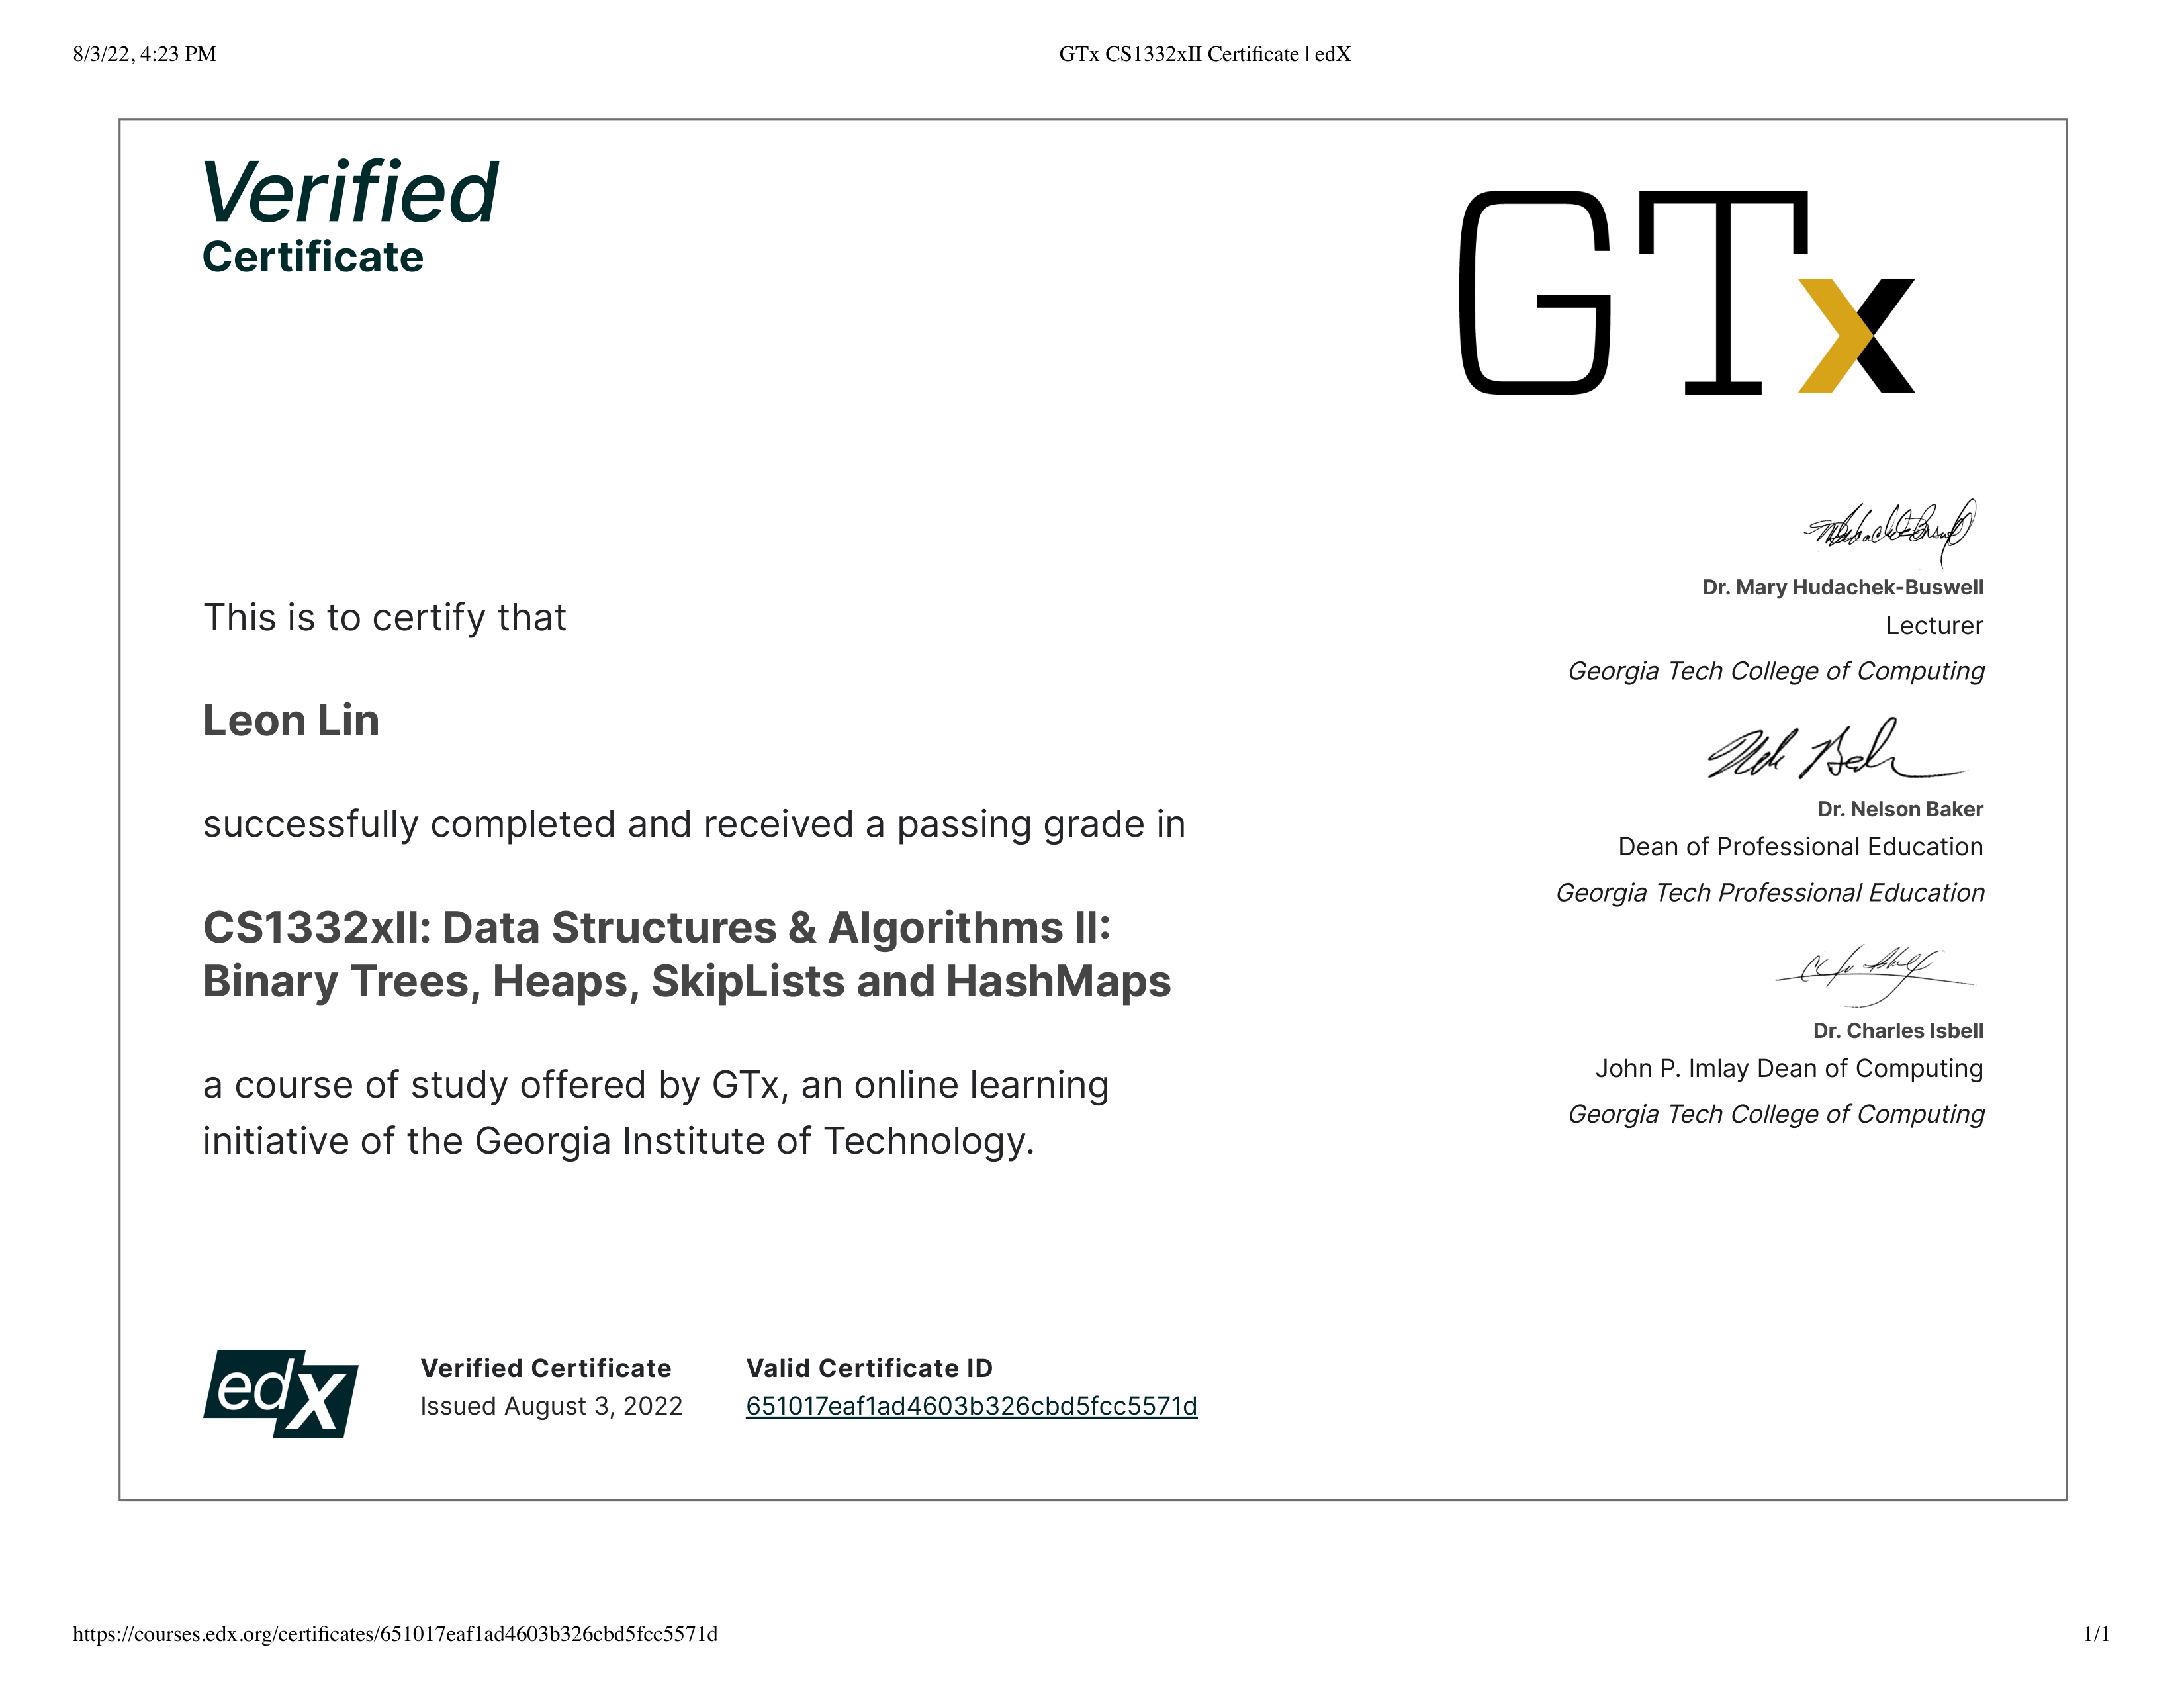 8/3/22, 4:23 PM
GTx CS1332xII Certificate | edX
Verified
Certificate
GTx
This is to certify that
Leon Lin
successfully completed and received a passing grade in
CS1332xII: Data Structures & Algorithms II:
Binary Trees, Heaps, SkipLists and HashMaps
a course of study offered by GTx, an online learning
initiative of the Georgia Institute of Technology.
Dr. Mary Hudachek-Buswell
Lecturer
Georgia Tech College of Computing
Dr. Nelson Baker
Dean of Professional Education
Georgia Tech Professional Education
Dr. Charles Isbell
John P. Imlay Dean of Computing
Georgia Tech College of Computing
edX
Verified Certificate
Issued August 3, 2022
Valid Certificate ID
651017eaf1ad4603b326cbd5fcc5571d
https://courses.edx.org/certificates/651017eaf1ad4603b326cbd5fcc5571d
1/1